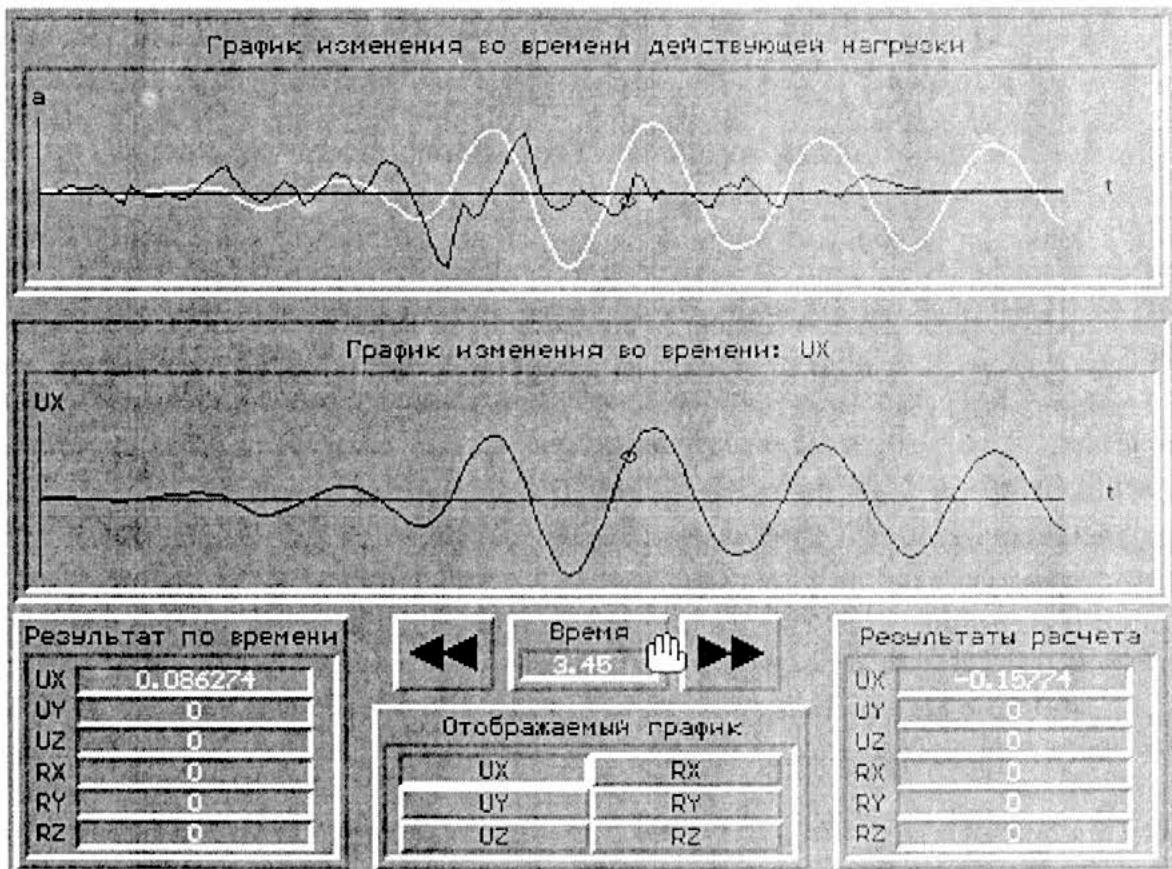 График изменения во времени действующей нагрузки
a
t
График изменения во времени: UX
UX
t
Результат по времени
UX 0.086274
UY 0
UZ 0
RX 0
RY 0
RZ 0
Время
3.45
Отображаемый график
UX RX
UY RY
UZ RZ
Результаты расчета
UX -0.15774
UY 0
UZ 0
RX 0
RY 0
RZ 0